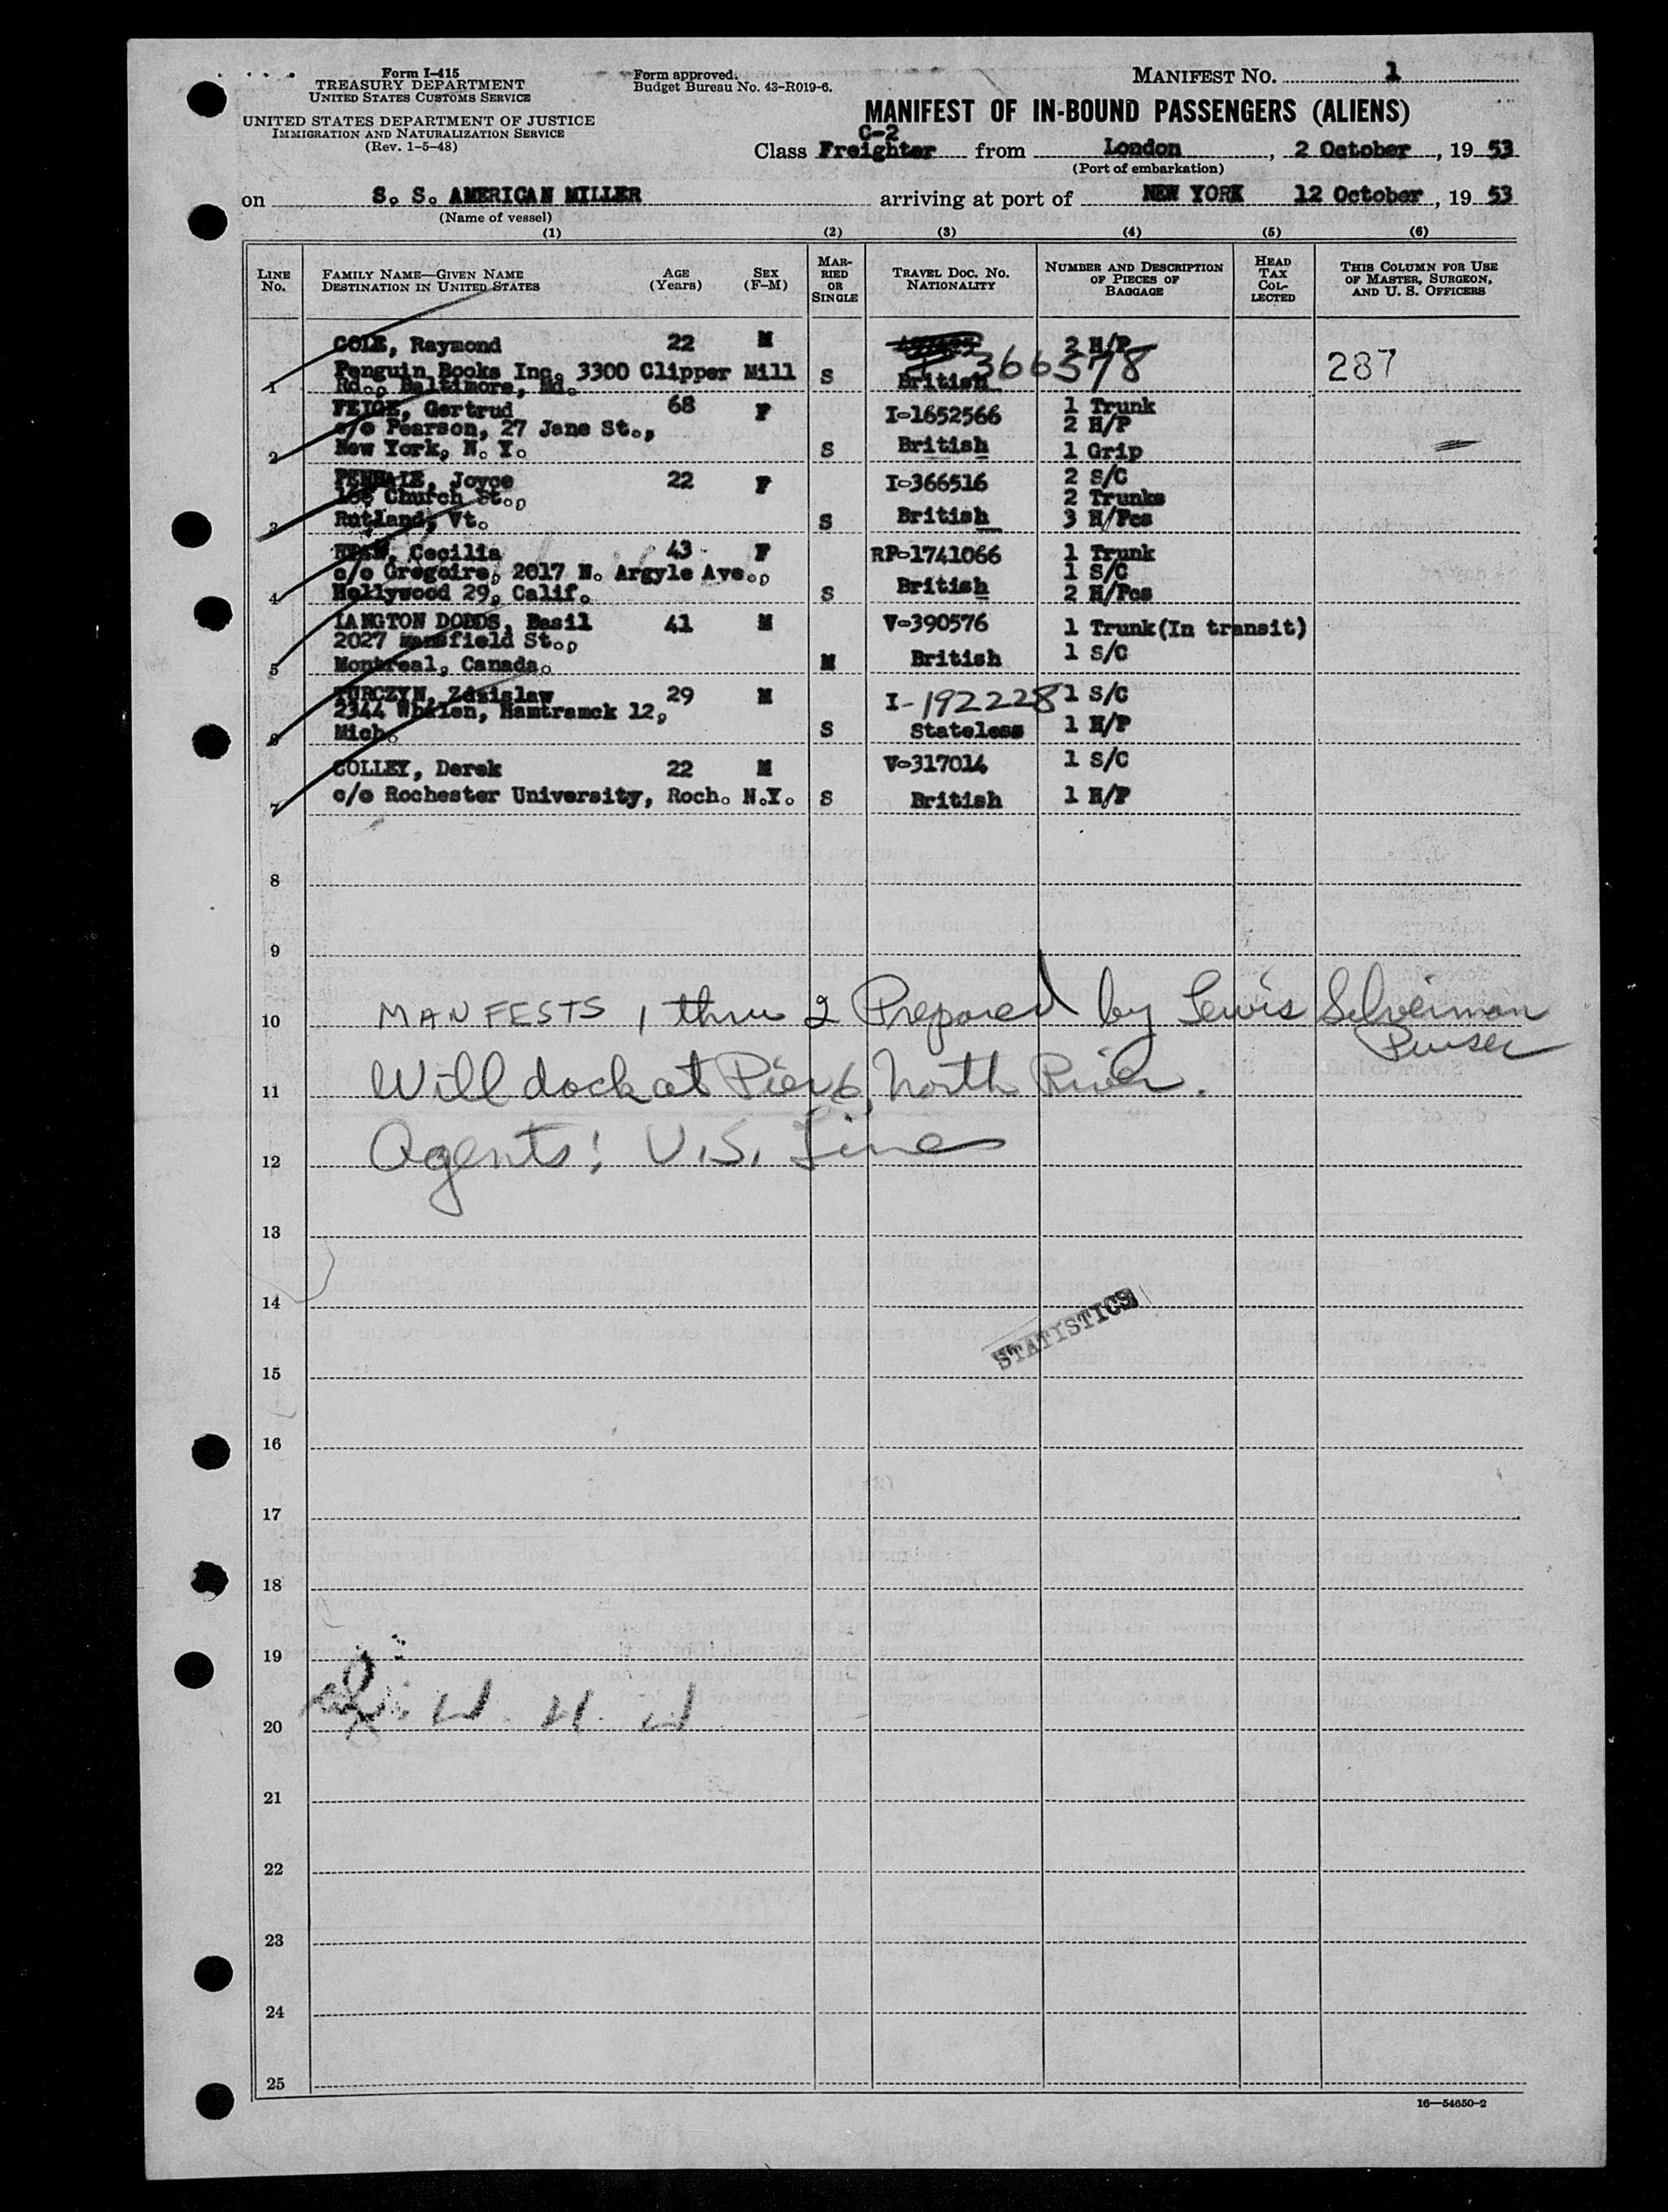 Form I-415
TREASURY DEPARTMENT
UNITED STATES CUSTOMS SERVICE
UNITED STATES DEPARTMENT OF JUSTICE
IMMIGRATION AND NATURALIZATION SERVICE
(Rev. 1-5-48)
Form approved.
Budget Bureau No. 43-R019-6.
MANIFEST NO. 1
MANIFEST OF IN-BOUND PASSENGERS (ALIENS)
C-2
Class Freighter from London, 2 October, 19 53
(Port of embarkation)
on S. S. AMERICAN MILLER arriving at port of NEW YORK 12 October, 19 53
(Name of vessel)
(1) (2) (3) (4) (5) (6)
LINE NO.
FAMILY NAME—GIVEN NAME
DESTINATION IN UNITED STATES
AGE (Years)
SEX (F-M)
MARRIED OR SINGLE
TRAVEL DOC. NO. NATIONALITY
NUMBER AND DESCRIPTION OF PIECES OF BAGGAGE
HEAD TAX COLLECTED
THIS COLUMN FOR USE OF MASTER, SURGEON, AND U. S. OFFICERS
COLE, Raymond 22 M 2 H/P
Penguin Books Inc. 3300 Clipper Mill S 366578 287
1 Rd., Baltimore, Md. British
FEIGE, Gertrud 68 F I-1652566 1 Trunk
c/o Pearson, 27 Jane St., 2 H/P
2 New York, N. Y. S British 1 Grip
Joyce 22 F I-366516 2 S/C
Church St., 2 Trunks
3 Rutland, Vt. S British 3 H/Pcs
Cecilia 43 F RP-1741066 1 Trunk
c/o Gregoire, 2017 N. Argyle Ave., 1 S/C
4 Hollywood 29, Calif. S British 2 H/Pcs
LANGTON DODDS, Basil 41 M V-390576 1 Trunk(In transit)
2027 Mansfield St.,
5 Montreal, Canada. M British 1 S/C
TURCZYN, Zdzislaw 29 M I-192228 1 S/C
2344 Whalen, Hamtramck 12,
6 Mich. S Stateless 1 H/P
COLLEY, Derek 22 M V-317014 1 S/C
7 c/o Rochester University, Roch. N.Y. S British 1 H/P
8
9
10 MANFESTS 1 thru 2 Prepared by Lewis Silverman
Purser
11 Will dock at Pier 6, North River.
12 Agents: U.S. Lines
13
14
STATISTICS
15
16
17
18
19
20
21
22
23
24
25
16—54650-2